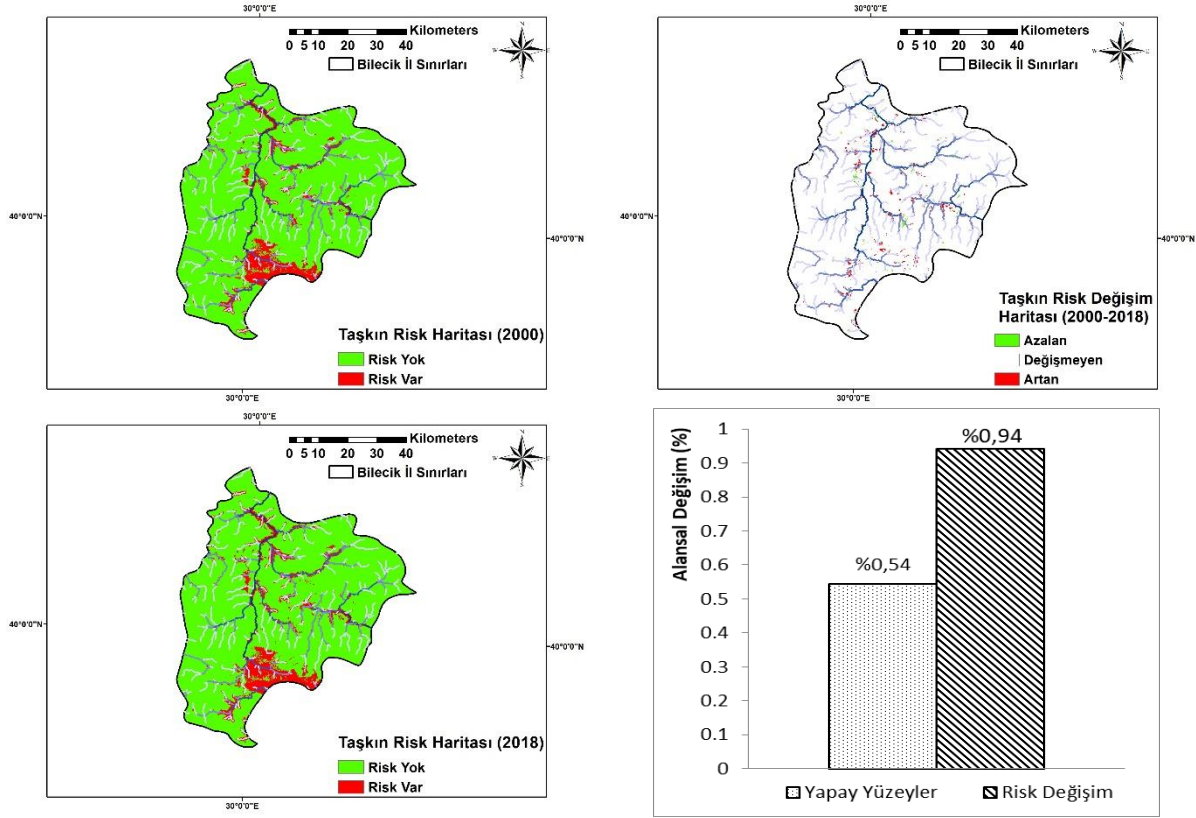 30°0'0"E
Kilometers
0 5 10 20 30 40
Bilecik İl Sınırları
40°0'0"N
40°0'0"N
Taşkın Risk Haritası (2000)
Risk Yok
Risk Var
30°0'0"E
30°0'0"E
Kilometers
0 5 10 20 30 40
Bilecik İl Sınırları
40°0'0"N
40°0'0"N
Taşkın Risk Değişim
Haritası (2000-2018)
Azalan
Değişmeyen
Artan
30°0'0"E
30°0'0"E
Kilometers
0 5 10 20 30 40
Bilecik İl Sınırları
40°0'0"N
40°0'0"N
Taşkın Risk Haritası (2018)
Risk Yok
Risk Var
30°0'0"E
Alansal Değişim (%)
1
0.9
0.8
0.7
0.6
0.5
0.4
0.3
0.2
0.1
0
%0,54
%0,94
Yapay Yüzeyler
Risk Değişim